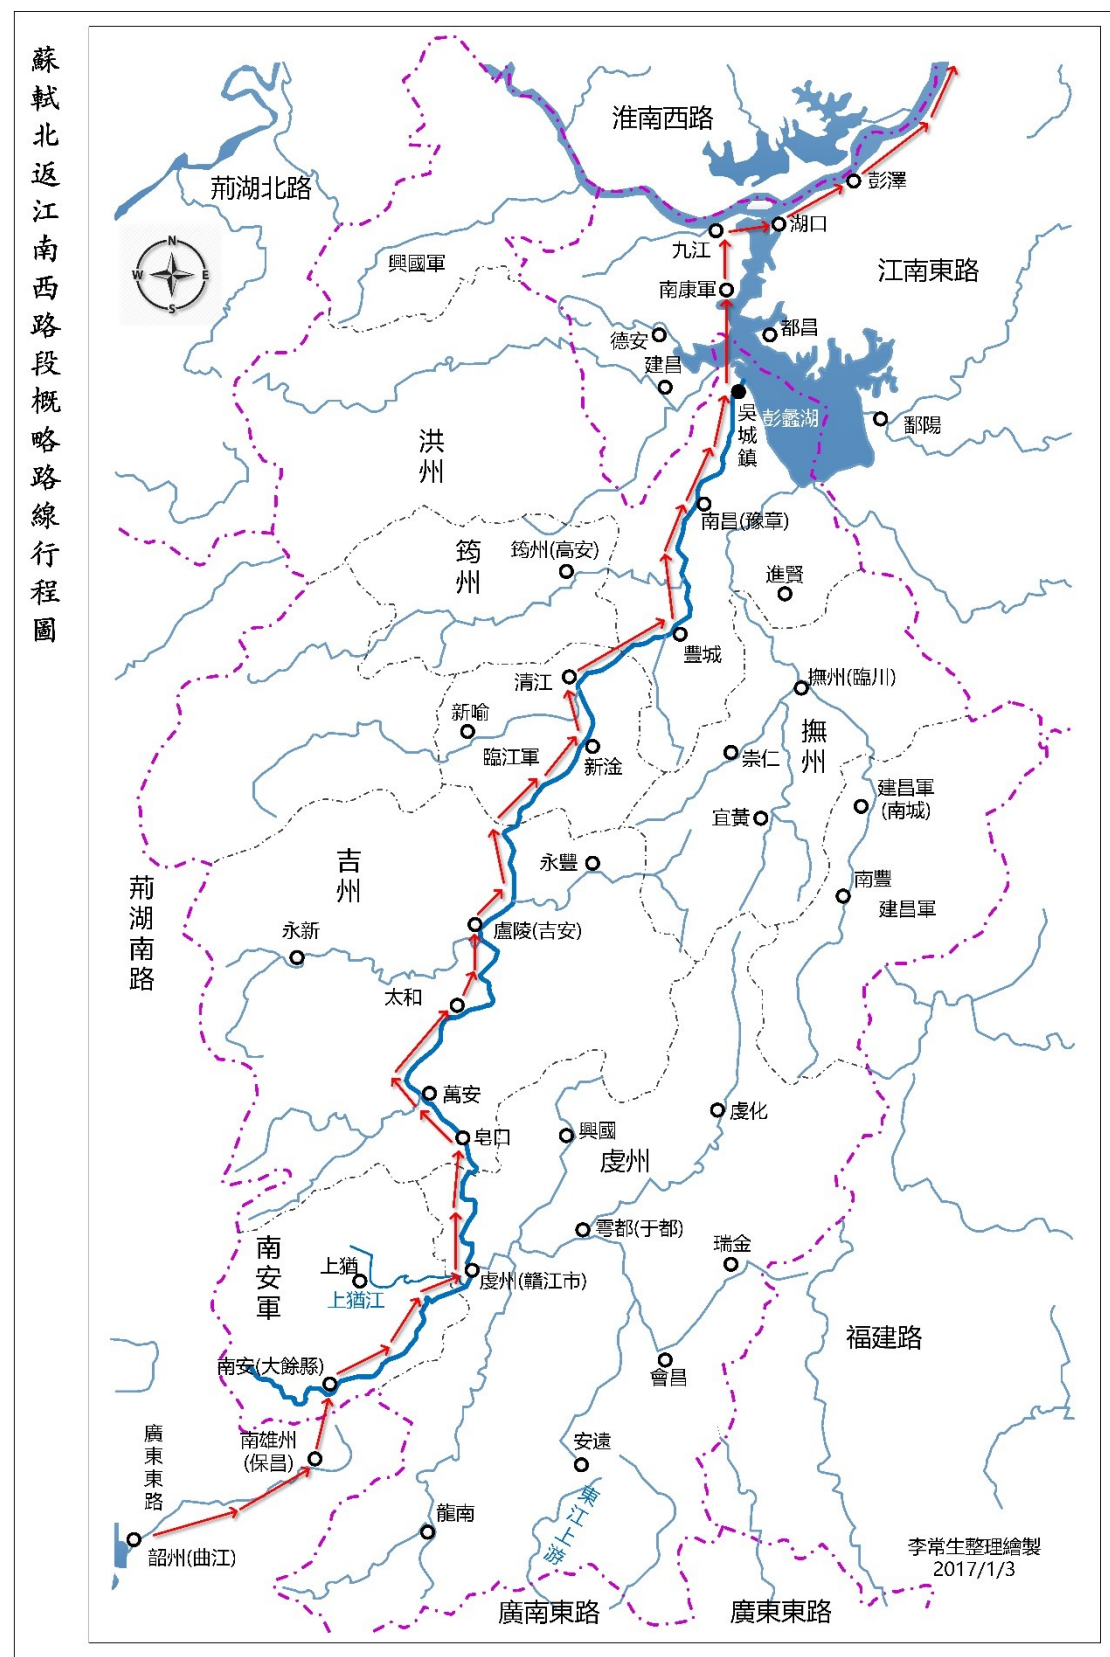 蘇軾北返江南西路段概略路線行程圖
淮南西路
荊湖北路
彭澤
湖口
九江
興國軍
江南東路
南康軍
德安
都昌
建昌
吳城鎮
彭蠡湖
鄱陽
洪州
南昌(豫章)
筠州
筠州(高安)
進賢
豐城
清江
撫州(臨川)
新喻
臨江軍
新淦
崇仁
撫州
建昌軍
(南城)
宜黃
吉州
永豐
荊湖南路
南豐
建昌軍
永新
盧陵(吉安)
太和
萬安
虔化
皂口
興國
虔州
雩都(于都)
南安軍
上猶
上猶江
虔州(贛江市)
瑞金
福建路
南安(大餘縣)
會昌
廣東東路
南雄州
(保昌)
安遠
東江上游
龍南
韶州(曲江)
李常生整理繪製
2017/1/3
廣南東路
廣東東路
N
W
E
S